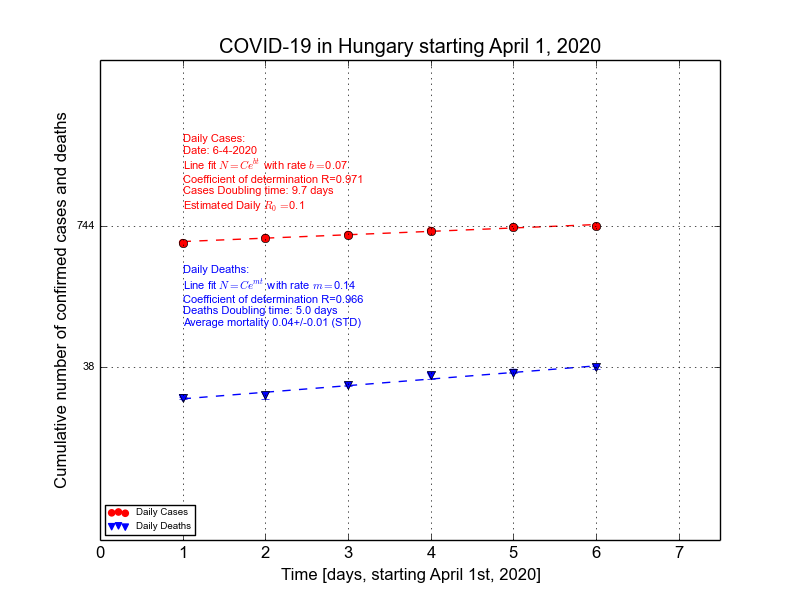 COVID-19 in Hungary starting April 1, 2020
Cumulative number of confirmed cases and deaths
Daily Cases:
Date: 6-4-2020
Line fit N = Ce^{bt} with rate b =0.07
Coefficient of determination R=0.971
Cases Doubling time: 9.7 days
Estimated Daily R_0 =0.1
744
Daily Deaths:
Line fit N = Ce^{mt} with rate m =0.14
Coefficient of determination R=0.966
Deaths Doubling time: 5.0 days
Average mortality 0.04+/-0.01 (STD)
38
Daily Cases
Daily Deaths
0 1 2 3 4 5 6 7
Time [days, starting April 1st, 2020]